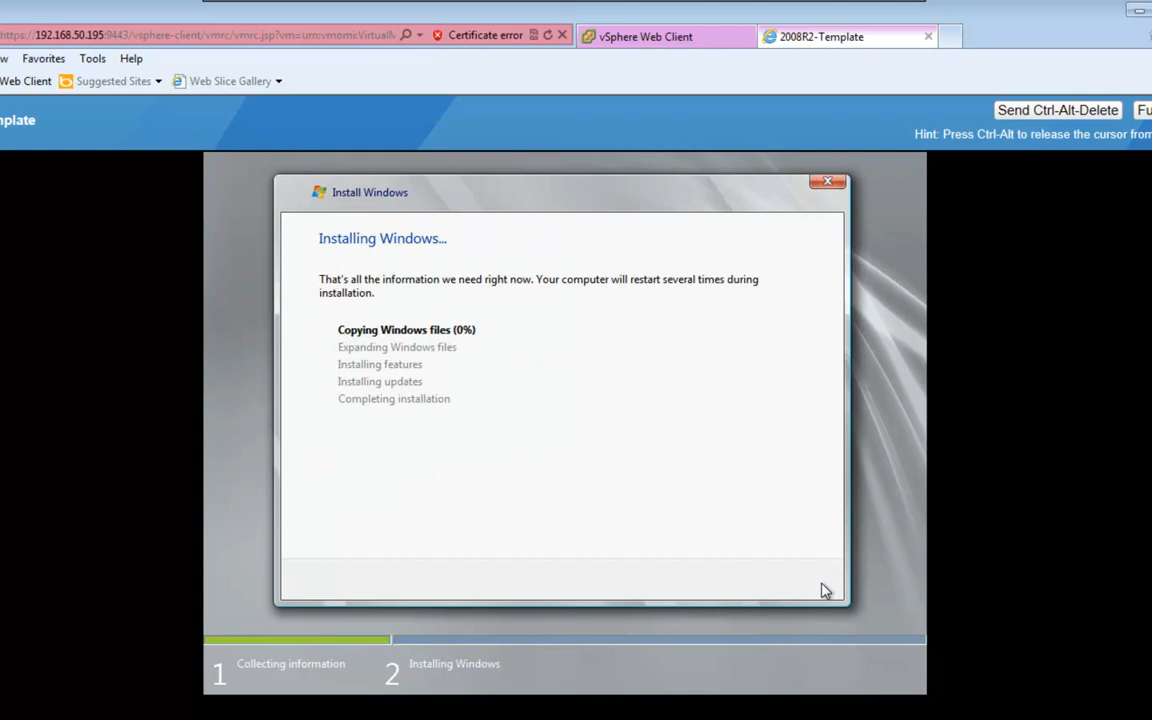 https://192.168.50.195:9443/vsphere-client/vmrc/vmrc.jsp?vm=urn:vmomi:Virtual Certificate error vSphere Web Client 2008R2-Template
w Favorites Tools Help
Web Client Suggested Sites Web Slice Gallery
mplate
Send Ctrl-Alt-Delete Fu
Hint: Press Ctrl-Alt to release the cursor from
Install Windows
Installing Windows...
That's all the information we need right now. Your computer will restart several times during
installation.
Copying Windows files (0%)
Expanding Windows files
Installing features
Installing updates
Completing installation
1 Collecting information 2 Installing Windows